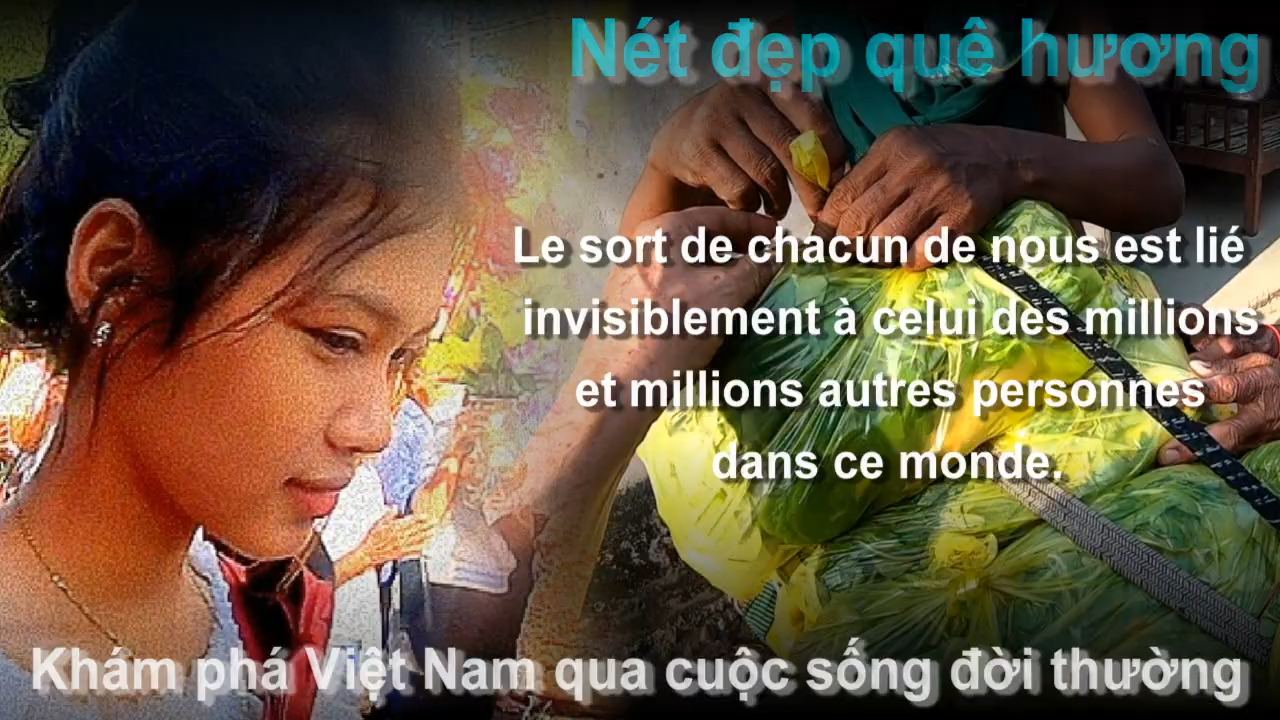 Nét đẹp quê hương
Le sort de chacun de nous est lié
invisiblement à celui des millions
et millions autres personnes
dans ce monde.
Khám phá Việt Nam qua cuộc sống đời thường